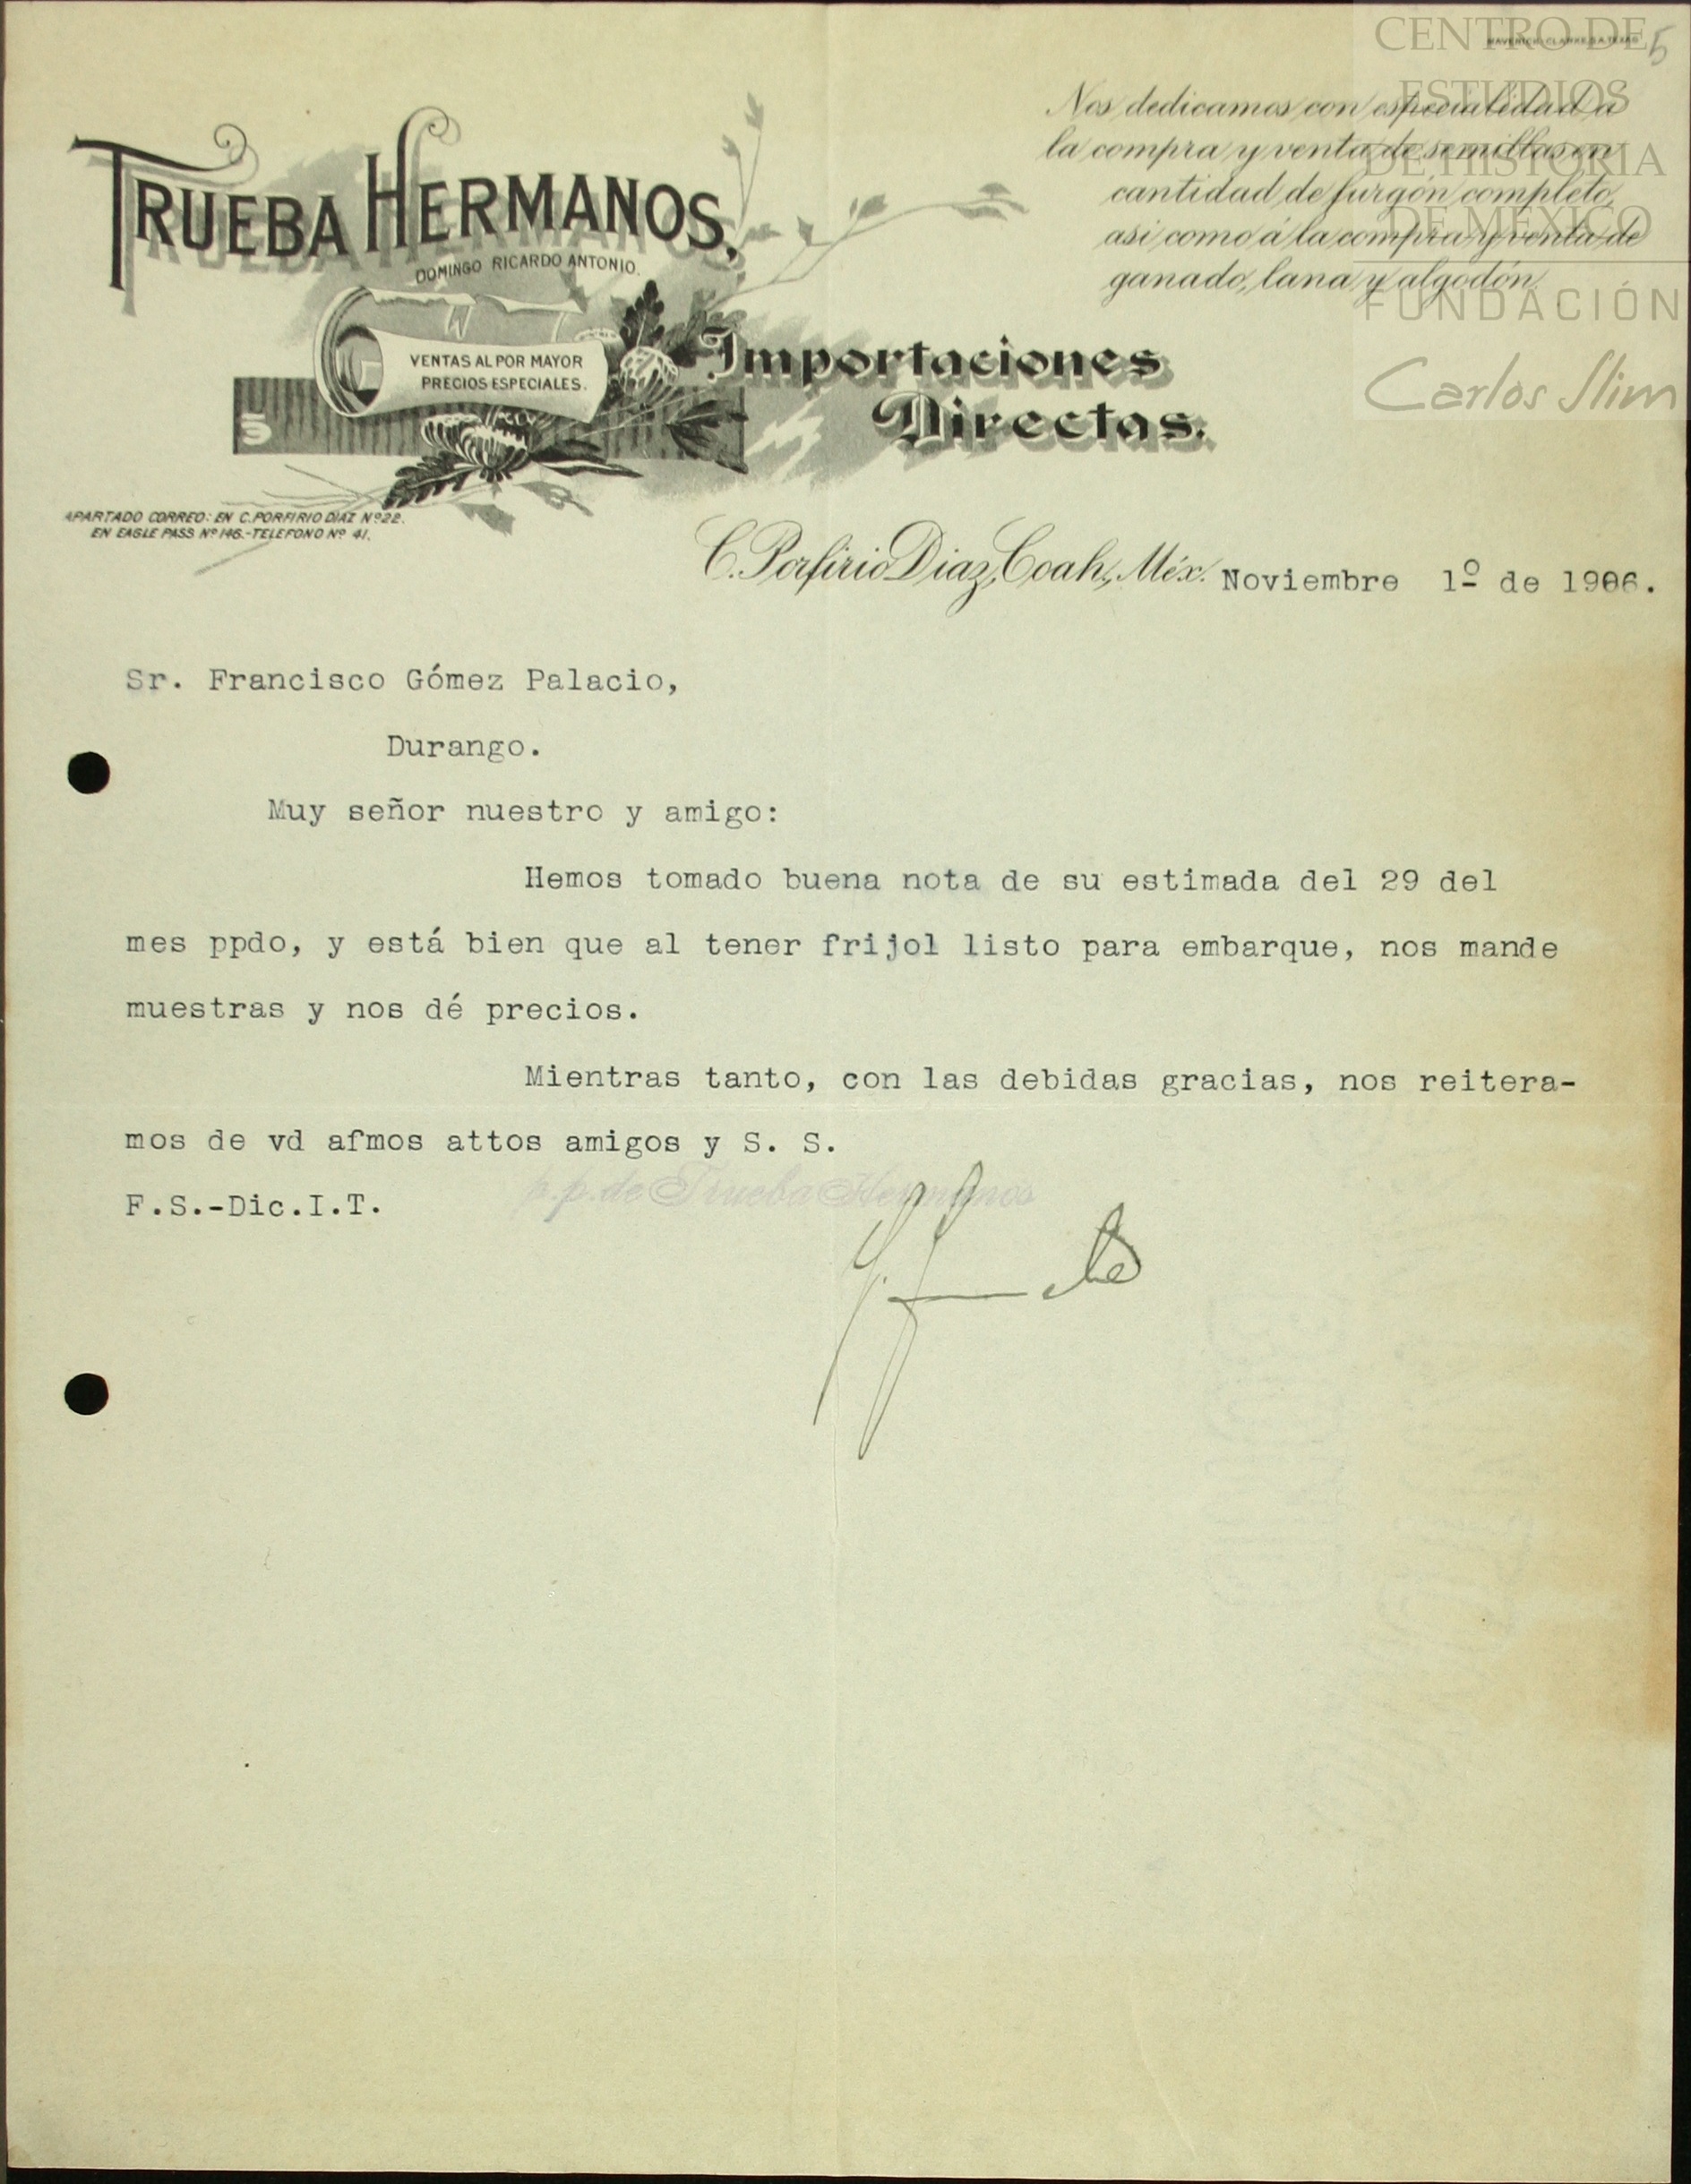 CENTRO DE
ESTUDIOS
DE HISTORIA
DE MÉXICO
FUNDACIÓN
Carlos Slim
MAVERICK-CLARKE, S.A. TEXAS
5
Nos dedicamos con especialidad a
la compra y venta de semillas en
cantidad de furgón completo,
asi como á la compra y venta de
ganado, lana y algodón.
TRUEBA HERMANOS,
DOMINGO RICARDO ANTONIO.
VENTAS AL POR MAYOR
PRECIOS ESPECIALES.
Importaciones
Directas.
APARTADO CORREO: EN C. PORFIRIO DIAZ Nº 22.
EN EAGLE PASS Nº 146.-TELEFONO Nº 41.
C. Porfirio Diaz, Coah., Méx. Noviembre 1º de 1906.
Sr. Francisco Gómez Palacio,
Durango.
Muy señor nuestro y amigo:
Hemos tomado buena nota de su estimada del 29 del
mes ppdo, y está bien que al tener frijol listo para embarque, nos mande
muestras y nos dé precios.
Mientras tanto, con las debidas gracias, nos reitera-
mos de vd afmos attos amigos y S. S.
p.p. de Trueba Hermanos
F.S.-Dic.I.T.